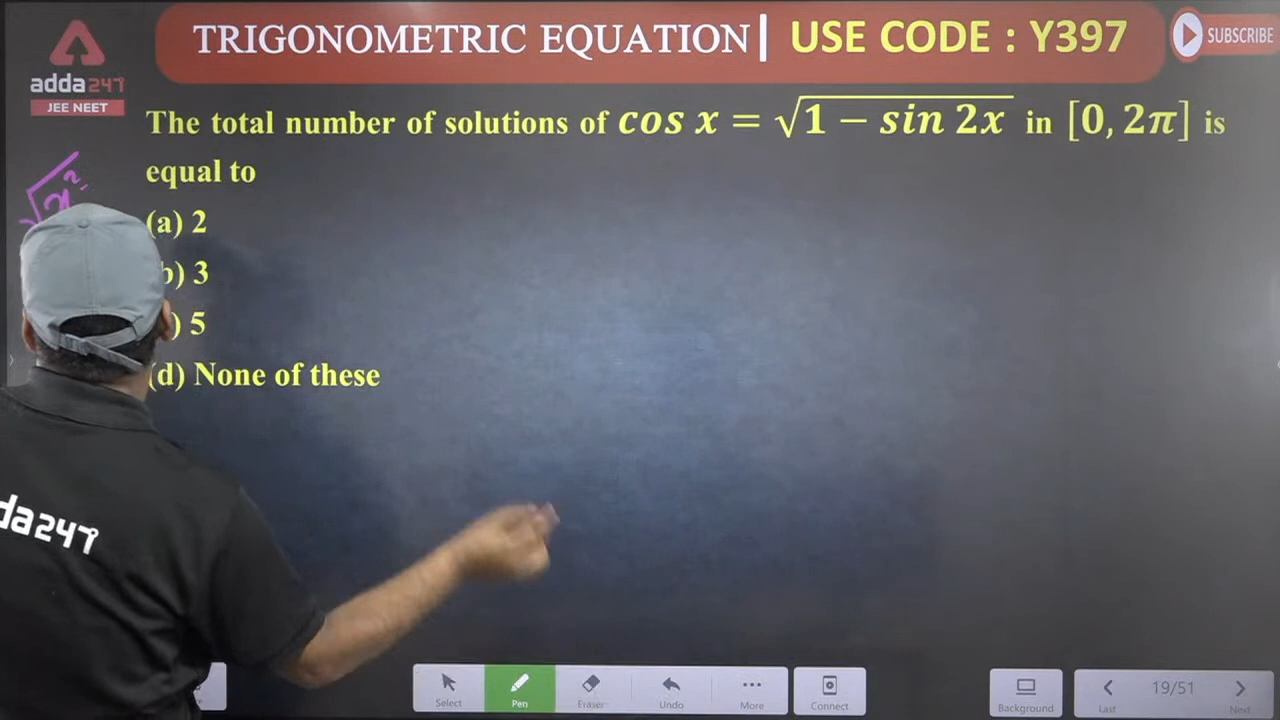 TRIGONOMETRIC EQUATION| USE CODE : Y397
SUBSCRIBE
adda247
JEE NEET
The total number of solutions of cos x = √1 − sin 2x in [0, 2π] is
equal to
√x²
(a) 2
b) 3
) 5
(d) None of these
da247
Select
Pen
Eraser
Undo
More
Connect
Background
Last
19/51
Next